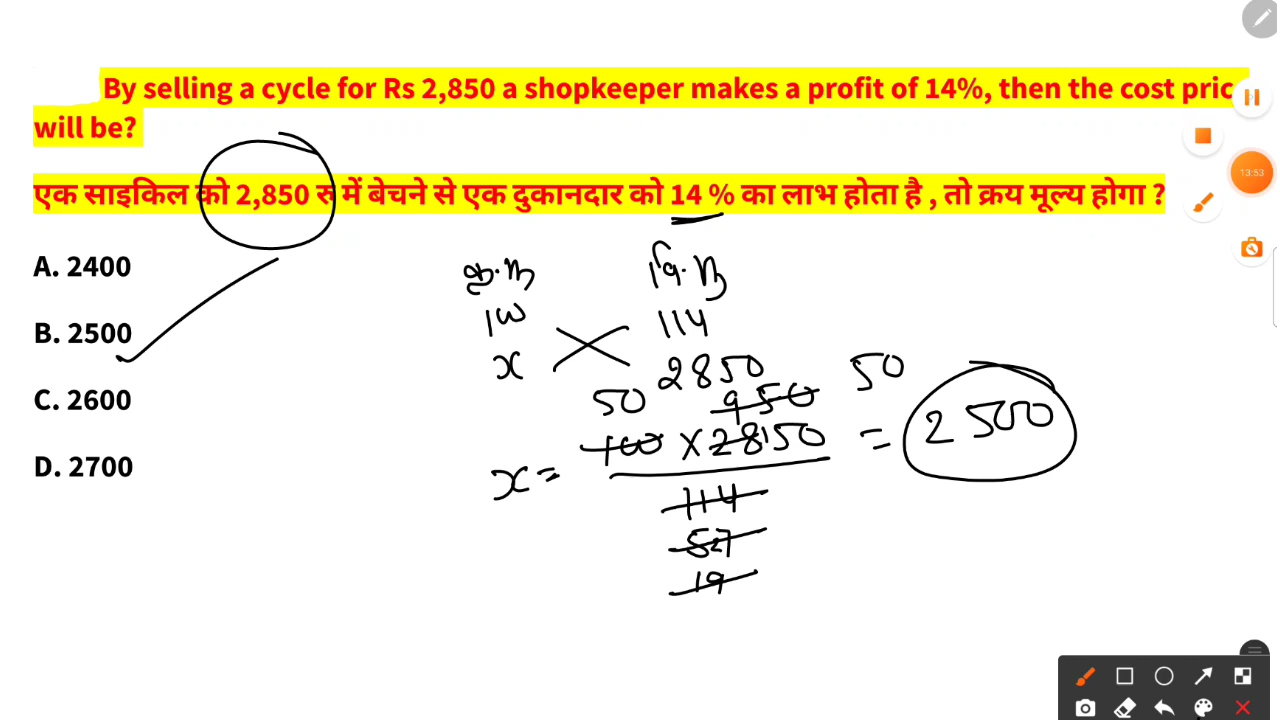 By selling a cycle for Rs 2,850 a shopkeeper makes a profit of 14%, then the cost pric
will be?
एक साइकिल को 2,850 रु में बेचने से एक दुकानदार को 14 % का लाभ होता है , तो क्रय मूल्य होगा ?
A. 2400
B. 2500
C. 2600
D. 2700
क्र.मू वि.मू
100 114
x 2850
50 950 50
x = 100 × 2850 = 2500
114
57
19
13:53